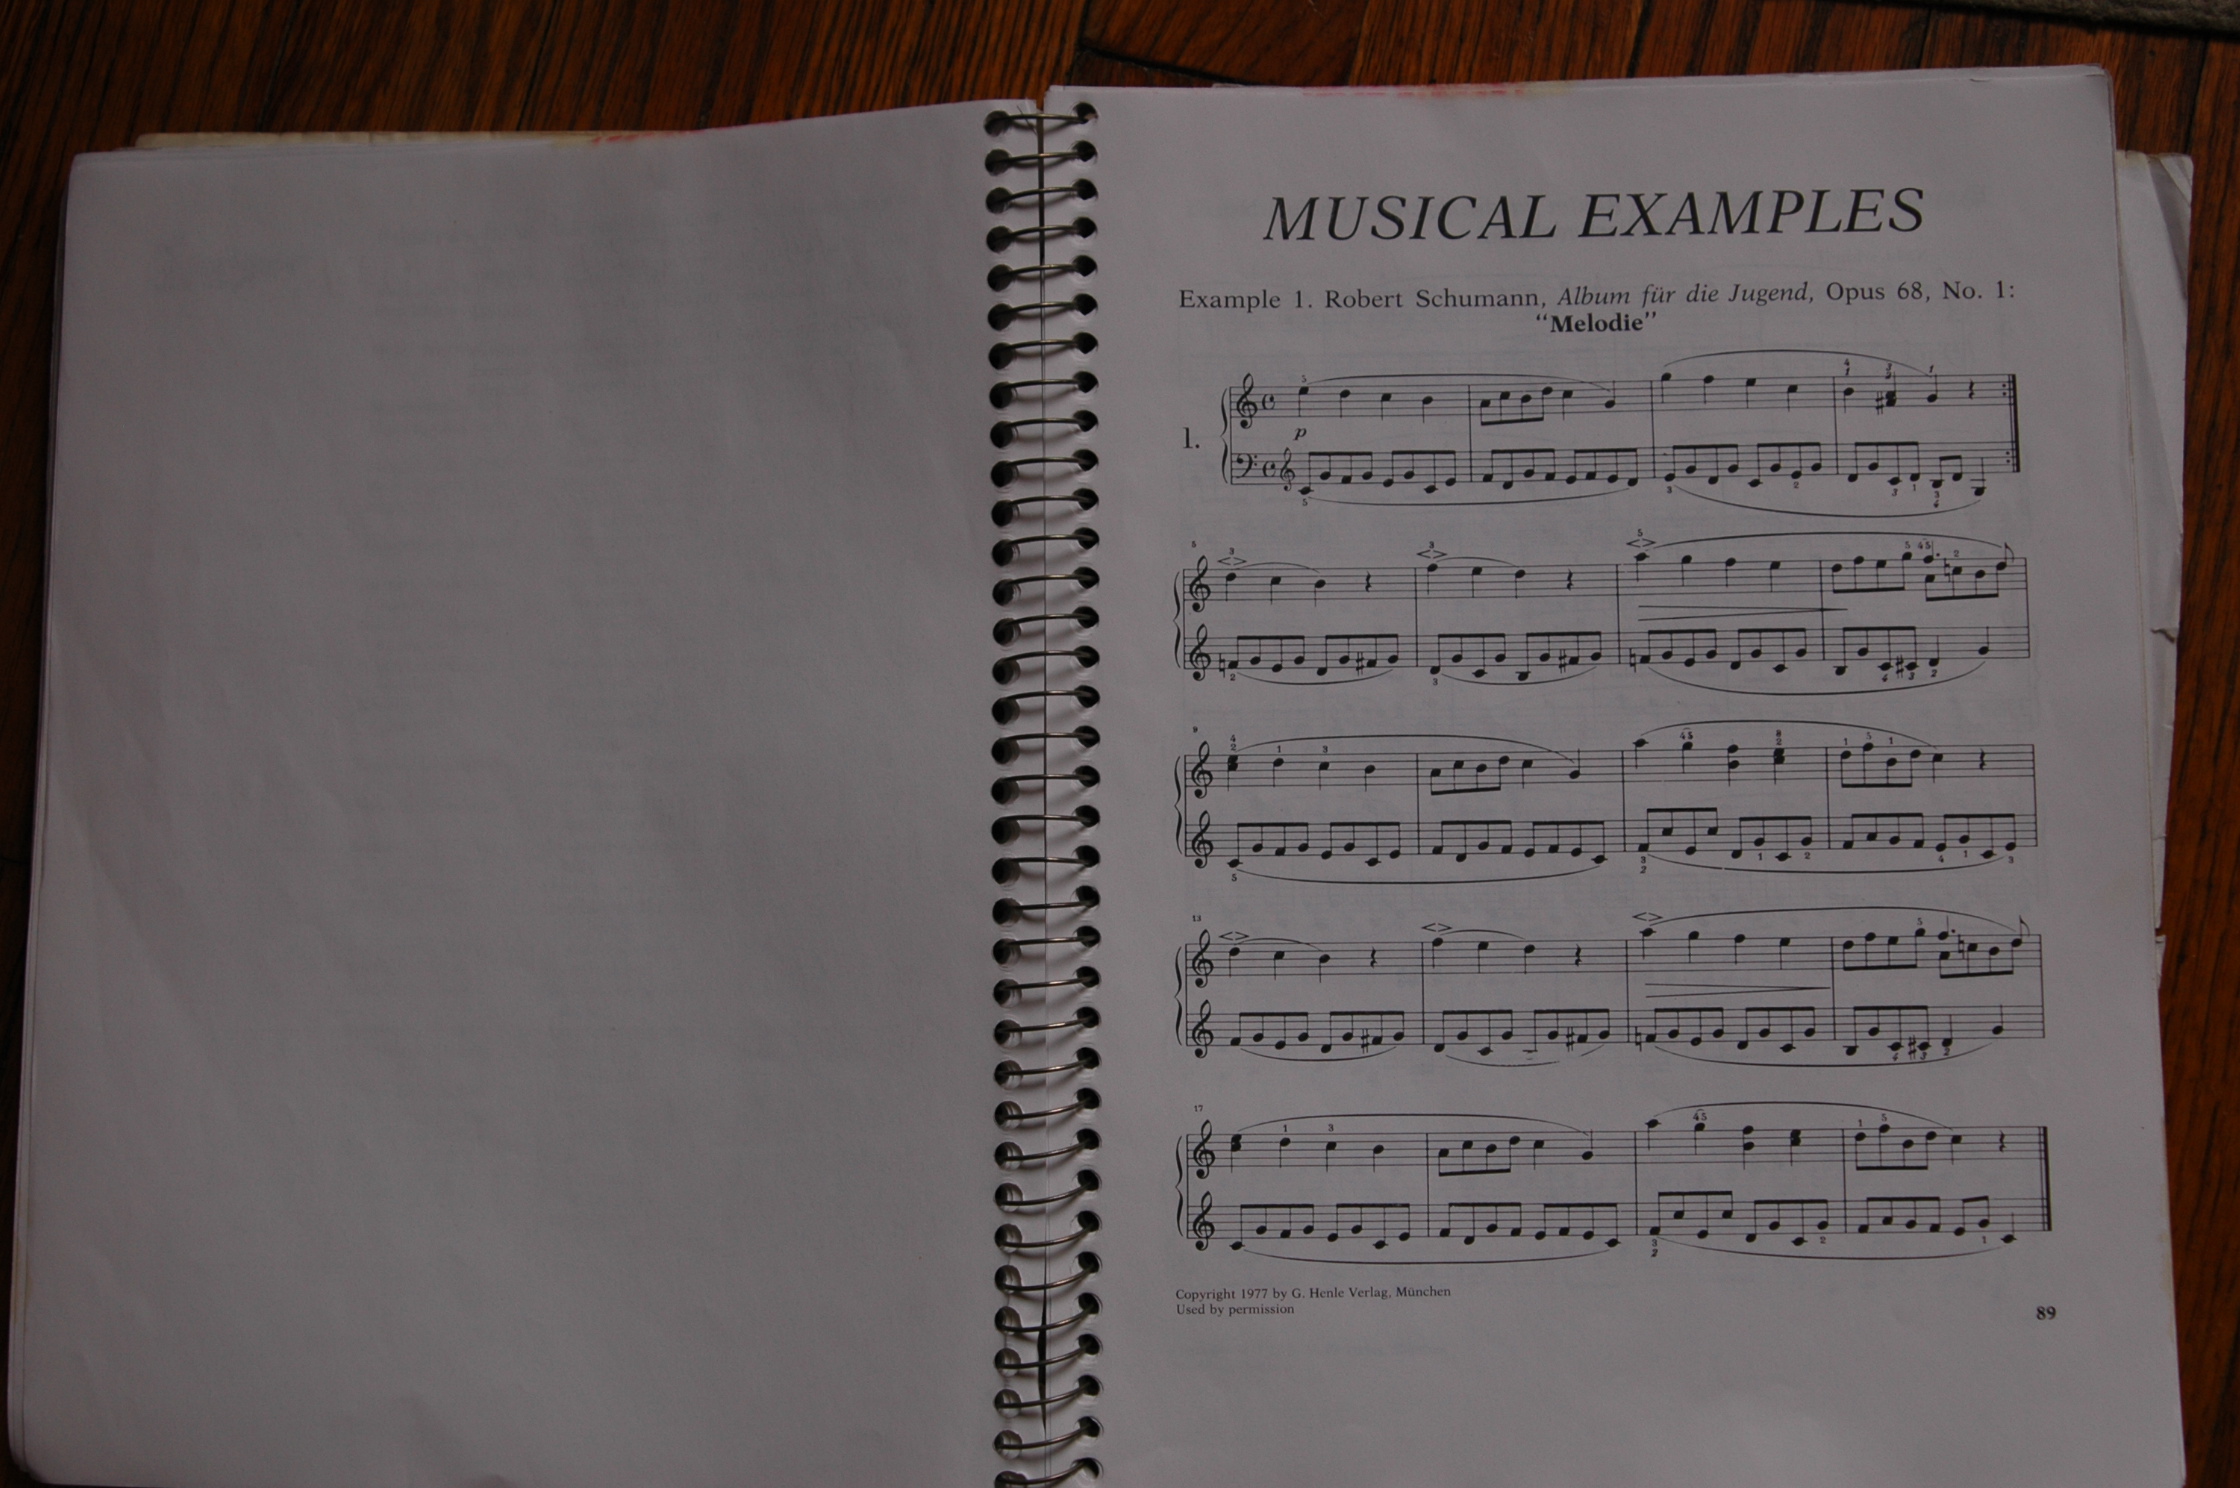 MUSICAL EXAMPLES
Example 1. Robert Schumann, Album für die Jugend, Opus 68, No. 1:
“Melodie”
1.
p
5
9
13
17
Copyright 1977 by G. Henle Verlag, München
Used by permission
89